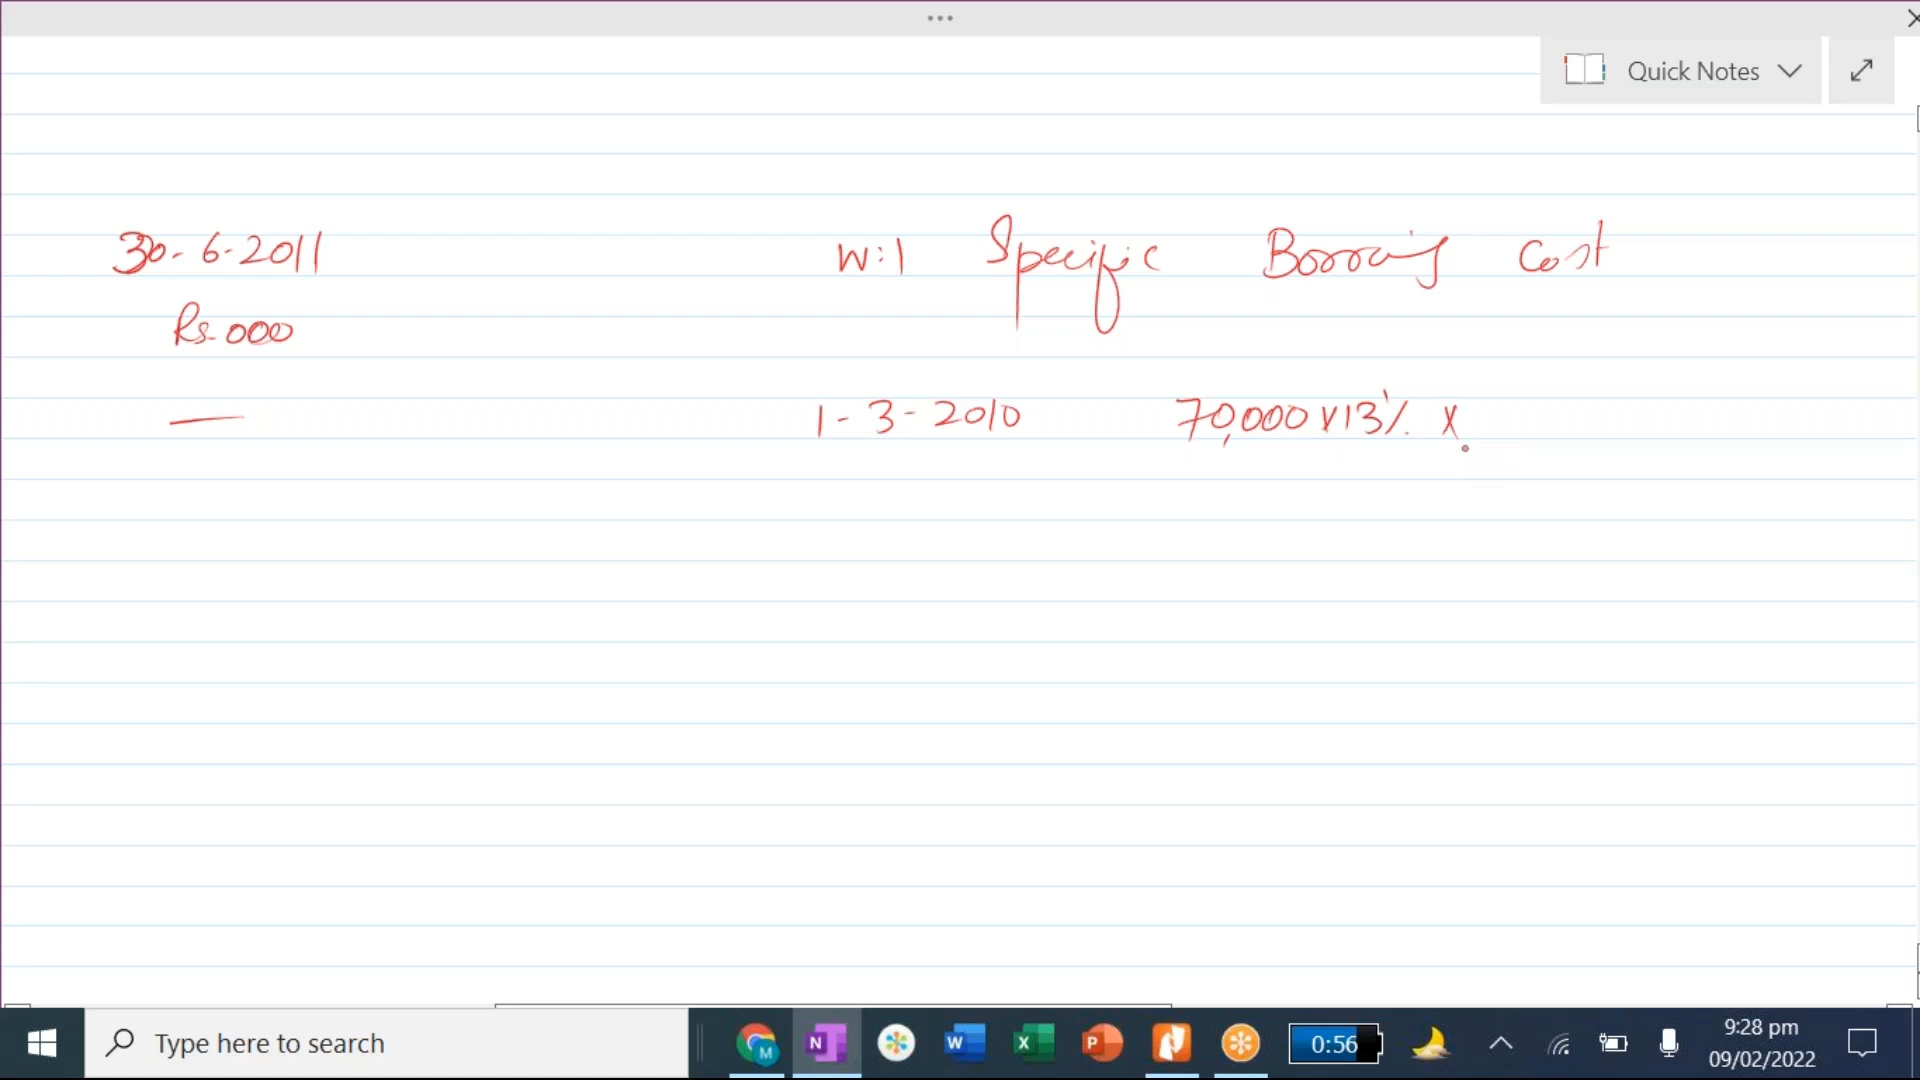 Quick Notes
30-6-2011
W:1 Specific Borrowing Cost
Rs.000
1-3-2010 70,000 x 13% x
Type here to search
0:56
9:28 pm
09/02/2022